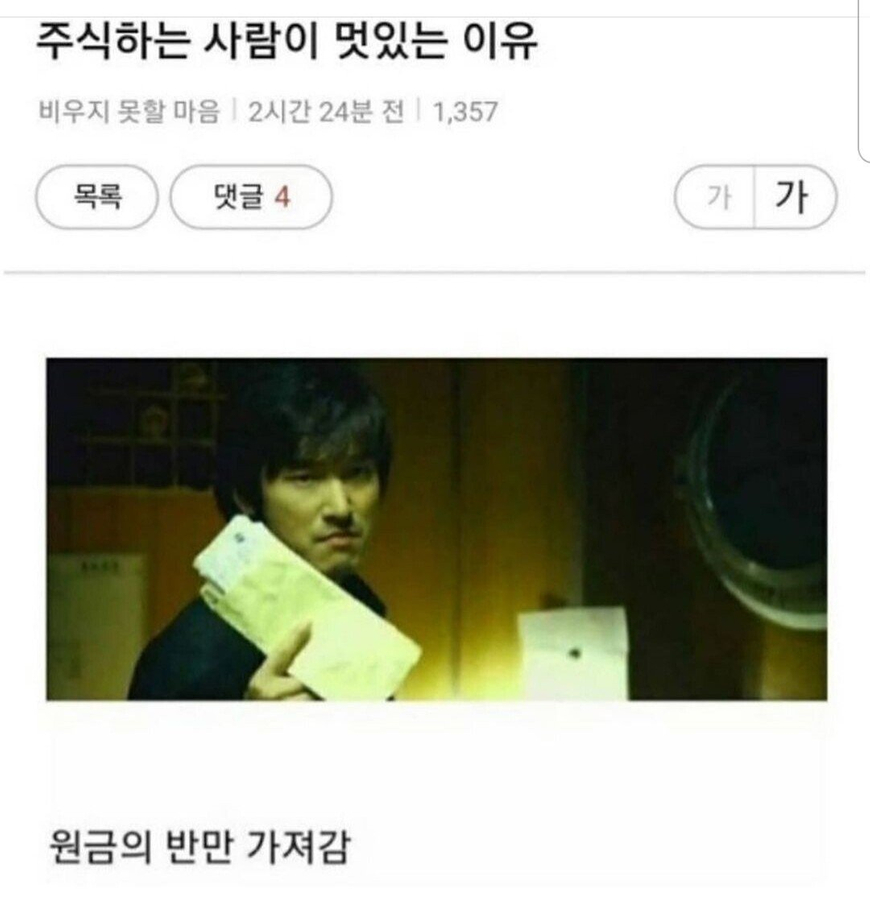 주식하는 사람이 멋있는 이유
비우지 못할 마음 | 2시간 24분 전 | 1,357
목록 댓글 4 가 가
원금의 반만 가져감